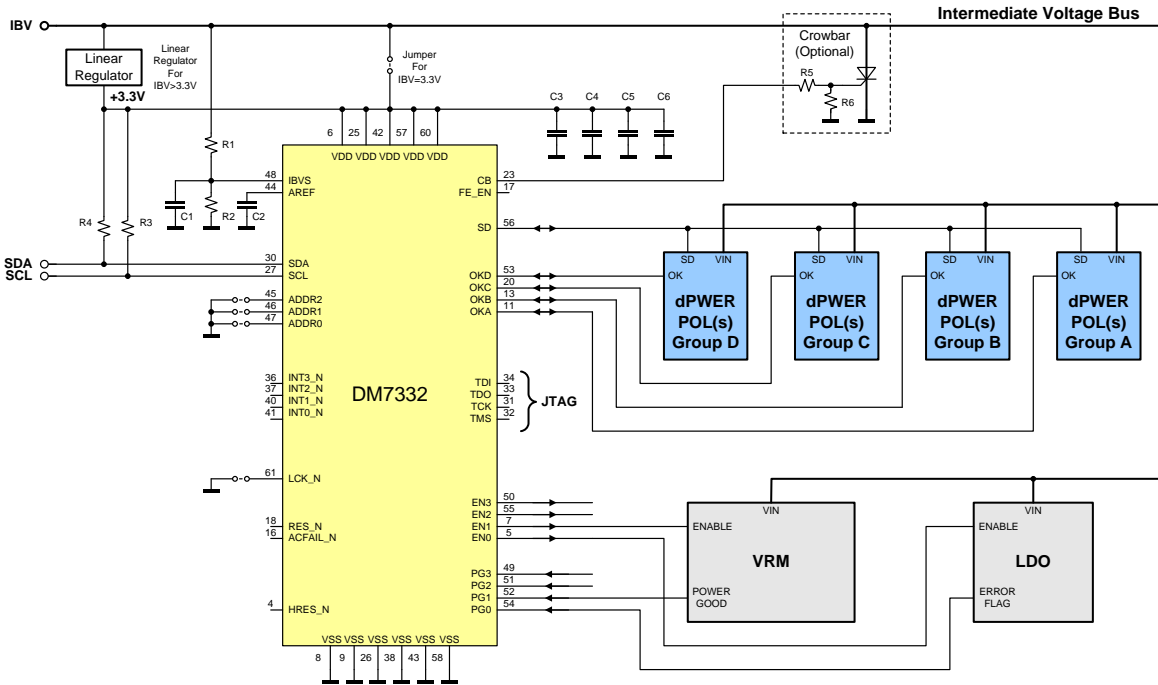 IBV
Intermediate Voltage Bus
Linear
Regulator
+3.3V
Linear
Regulator
For
IBV>3.3V
Jumper
For
IBV=3.3V
Crowbar
(Optional)
R5
R6
C3
C4
C5
C6
6
25
42
57
60
VDD
VDD
VDD
VDD
VDD
R1
R2
R4
R3
C1
C2
48
IBVS
44
AREF
SDA
SCL
30
SDA
27
SCL
45
ADDR2
46
ADDR1
47
ADDR0
36
INT3_N
37
INT2_N
40
INT1_N
41
INT0_N
61
LCK_N
18
RES_N
16
ACFAIL_N
4
HRES_N
DM7332
CB
23
FE_EN
17
SD
56
OKD
53
OKC
20
OKB
13
OKA
11
TDI
34
TDO
33
TCK
31
TMS
32
JTAG
EN3
50
EN2
55
EN1
7
EN0
5
PG3
49
PG2
51
PG1
52
PG0
54
VSS
VSS
VSS
VSS
VSS
VSS
8
9
26
38
43
58
SD
VIN
OK
dPWER
POL(s)
Group D
SD
VIN
OK
dPWER
POL(s)
Group C
SD
VIN
OK
dPWER
POL(s)
Group B
SD
VIN
OK
dPWER
POL(s)
Group A
VIN
ENABLE
VRM
POWER
GOOD
VIN
ENABLE
LDO
ERROR
FLAG